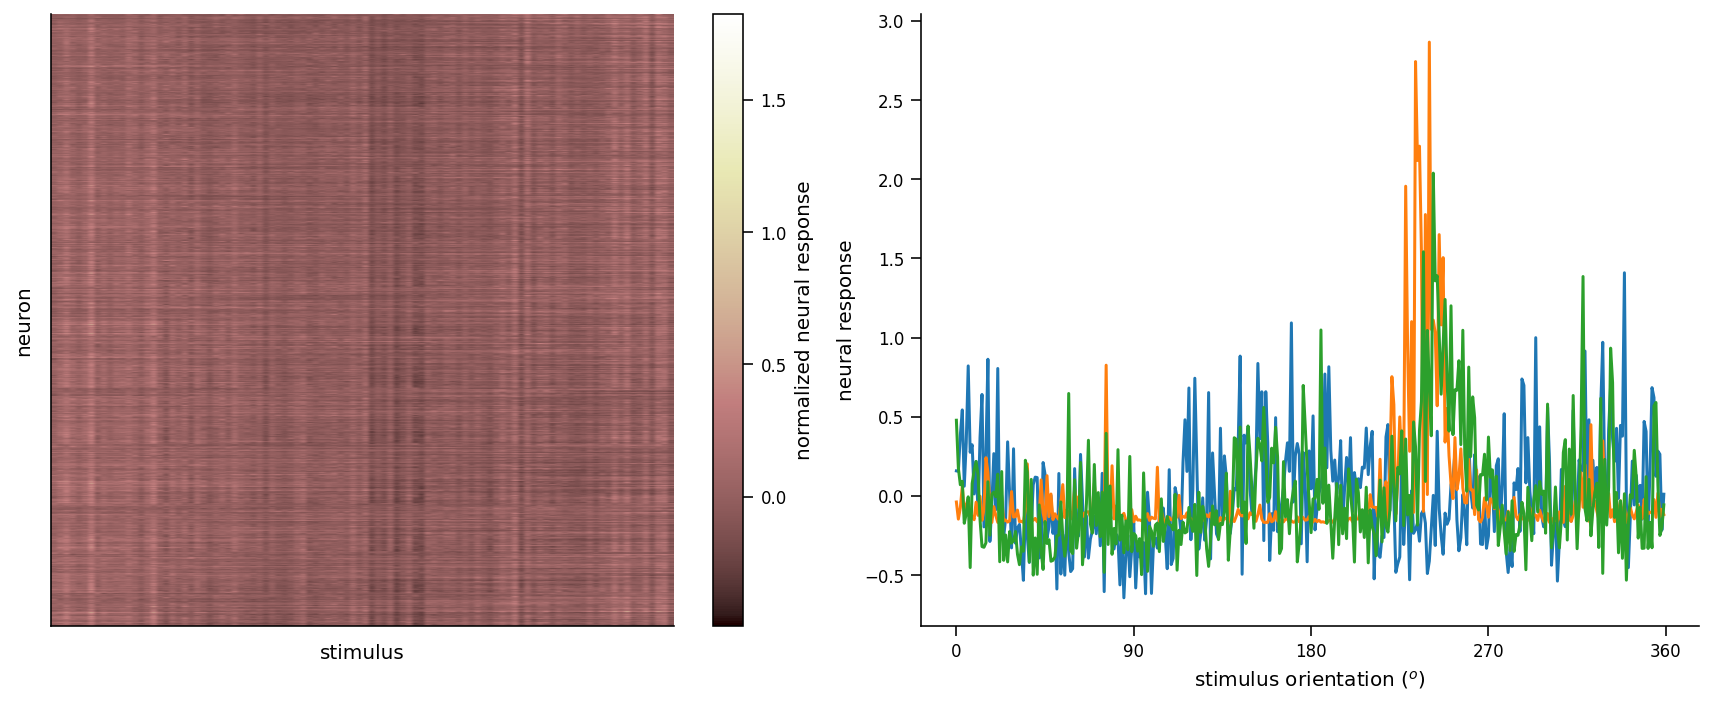 neuron
stimulus
1.5
1.0
0.5
0.0
normalized neural response
3.0
2.5
2.0
1.5
1.0
0.5
0.0
−0.5
neural response
0 90 180 270 360
stimulus orientation (o)